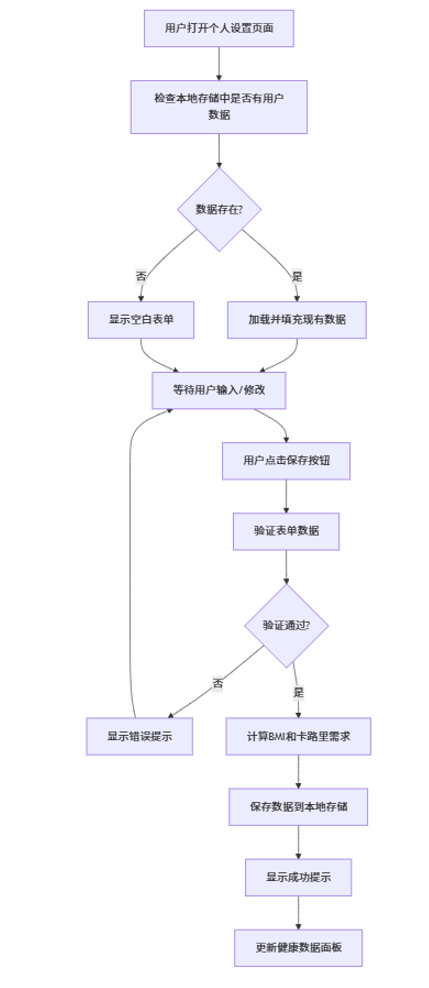 用户打开个人设置页面
检查本地存储中是否有用户
数据
数据存在?
否
是
显示空白表单
加载并填充现有数据
等待用户输入/修改
用户点击保存按钮
验证表单数据
验证通过?
否
是
显示错误提示
计算BMI和卡路里需求
保存数据到本地存储
显示成功提示
更新健康数据面板